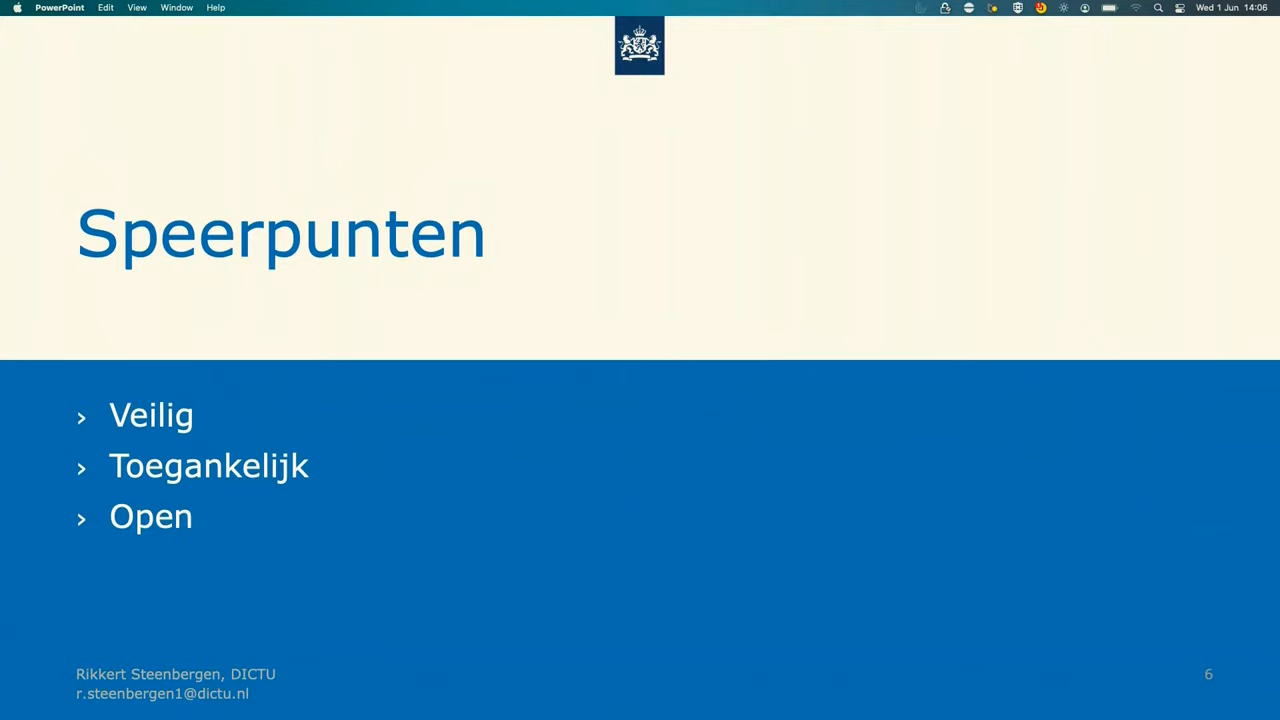 PowerPoint Edit View Window Help Wed 1 Jun 14:06
Speerpunten
› Veilig
› Toegankelijk
› Open
Rikkert Steenbergen, DICTU
r.steenbergen1@dictu.nl
6